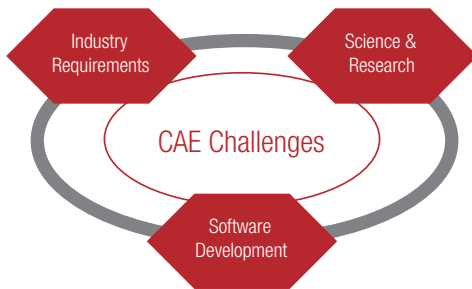 Industry
Requirements
Science &
Research
CAE Challenges
Software
Development